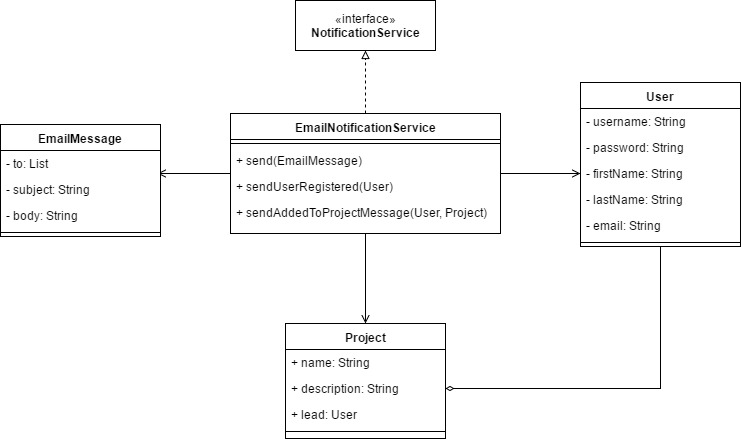 «interface»
NotificationService
EmailMessage
- to: List
- subject: String
- body: String
EmailNotificationService
+ send(EmailMessage)
+ sendUserRegistered(User)
+ sendAddedToProjectMessage(User, Project)
User
- username: String
- password: String
- firstName: String
- lastName: String
- email: String
Project
+ name: String
+ description: String
+ lead: User